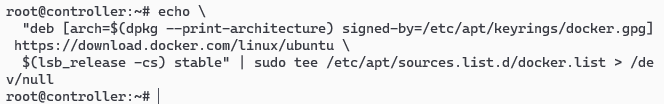 root@controller:~# echo \
  "deb [arch=$(dpkg --print-architecture) signed-by=/etc/apt/keyrings/docker.gpg]
 https://download.docker.com/linux/ubuntu \
  $(lsb_release -cs) stable" | sudo tee /etc/apt/sources.list.d/docker.list > /de
v/null
root@controller:~#